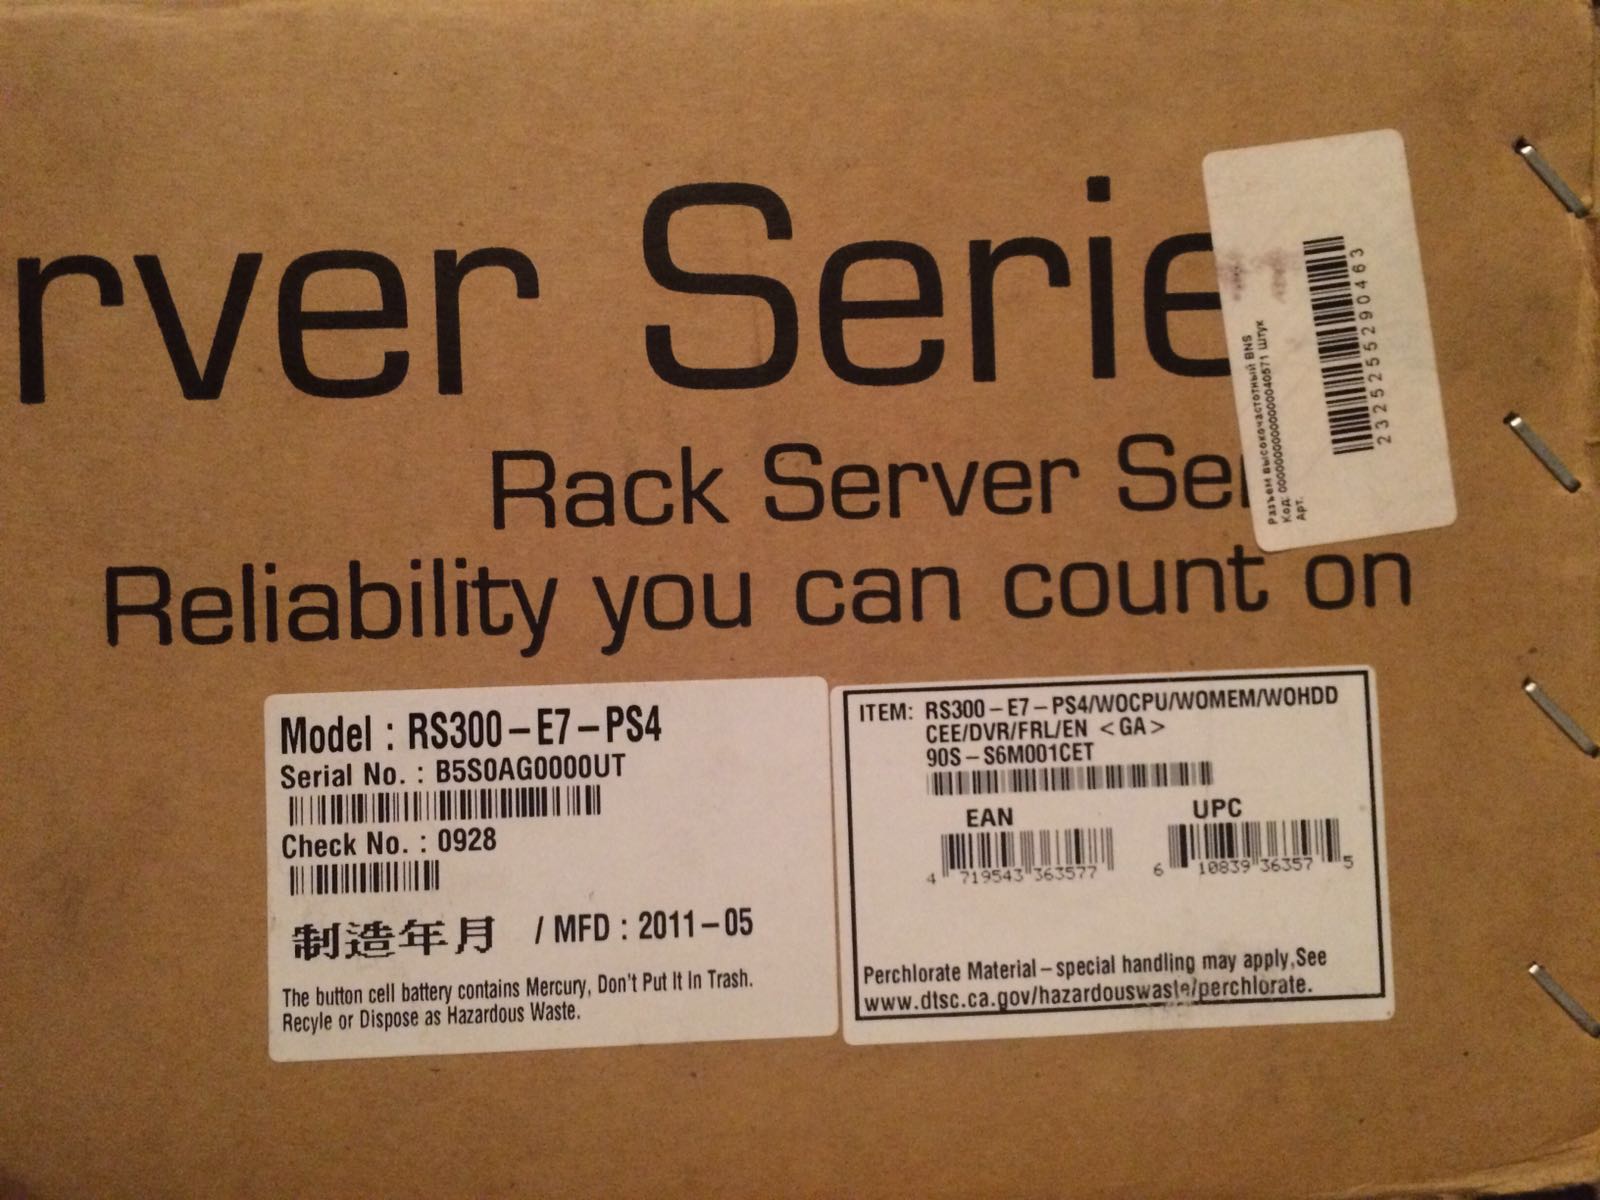 rver Serie
Rack Server Se
Reliability you can count on
Разъем высокочастотный BNS
Код: 000000000000040571 Штук
Арт.
2325255290463
Model : RS300-E7-PS4
Serial No. : B5S0AG0000UT
Check No. : 0928
制造年月 / MFD : 2011-05
The button cell battery contains Mercury, Don't Put It In Trash.
Recyle or Dispose as Hazardous Waste.
ITEM: RS300-E7-PS4/WOCPU/WOMEM/WOHDD
CEE/DVR/FRL/EN <GA>
90S-S6M001CET
EAN
4 719543 363577
UPC
6 10839 36357 5
Perchlorate Material-special handling may apply,See
www.dtsc.ca.gov/hazardouswaste/perchlorate.